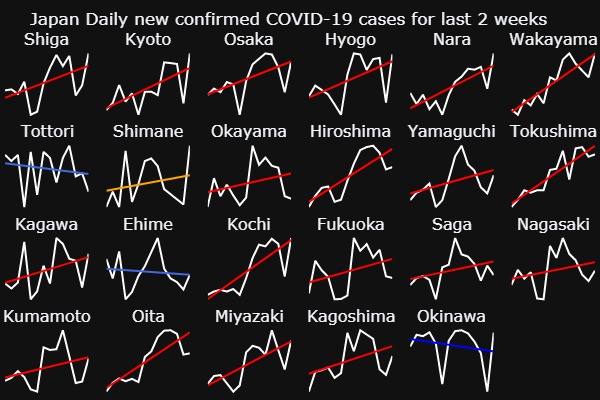 Japan Daily new confirmed COVID-19 cases for last 2 weeks
Shiga Kyoto Osaka Hyogo Nara Wakayama
Tottori Shimane Okayama Hiroshima Yamaguchi Tokushima
Kagawa Ehime Kochi Fukuoka Saga Nagasaki
Kumamoto Oita Miyazaki Kagoshima Okinawa